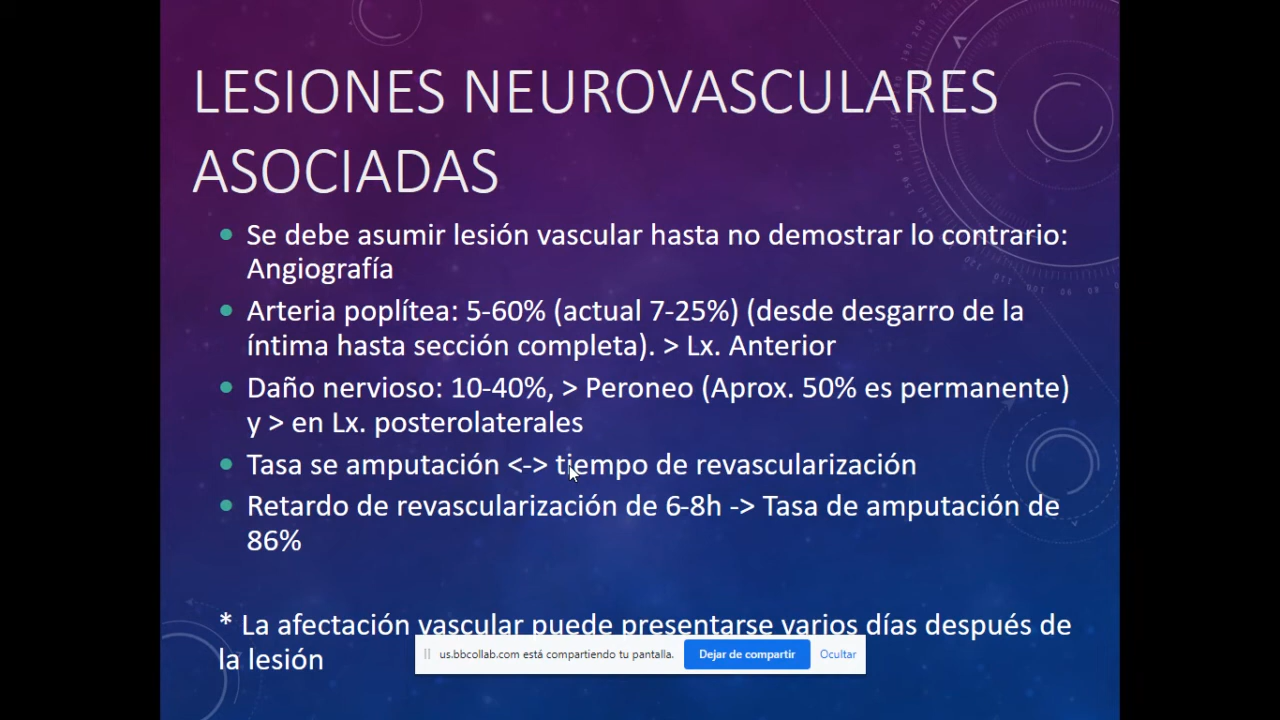 LESIONES NEUROVASCULARES
ASOCIADAS
Se debe asumir lesión vascular hasta no demostrar lo contrario:
Angiografía
Arteria poplítea: 5-60% (actual 7-25%) (desde desgarro de la
íntima hasta sección completa). > Lx. Anterior
Daño nervioso: 10-40%, > Peroneo (Aprox. 50% es permanente)
y > en Lx. posterolaterales
Tasa se amputación <-> tiempo de revascularización
Retardo de revascularización de 6-8h -> Tasa de amputación de
86%
* La afectación vascular puede presentarse varios días después de
la lesión
us.bbcollab.com está compartiendo tu pantalla.
Dejar de compartir
Ocultar